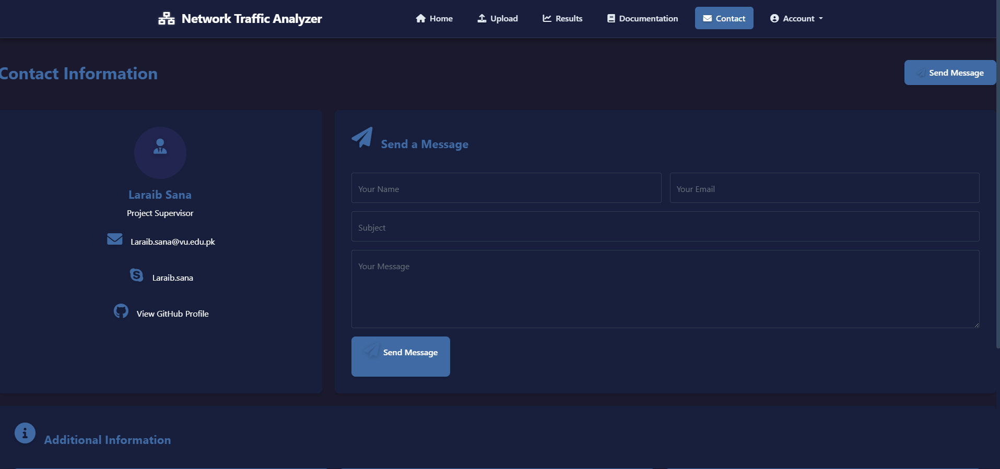 Network Traffic Analyzer
Home
Upload
Results
Documentation
Contact
Account
Contact Information
Send Message
Laraib Sana
Project Supervisor
Laraib.sana@vu.edu.pk
Laraib.sana
View GitHub Profile
Send a Message
Your Name
Your Email
Subject
Your Message
Send Message
Additional Information